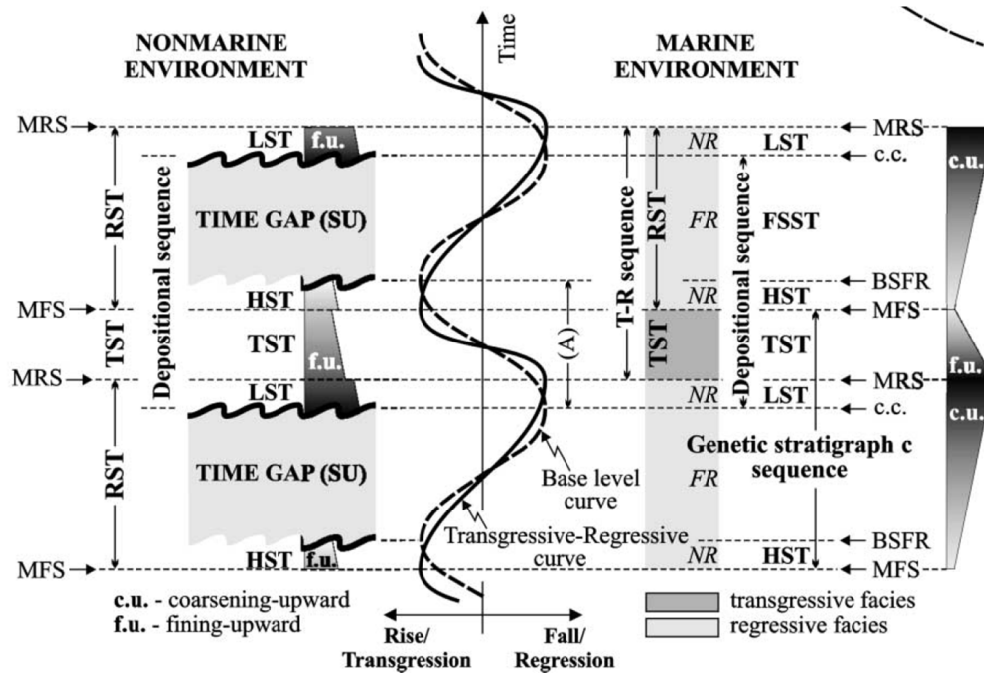 NONMARINE
ENVIRONMENT
Time
MARINE
ENVIRONMENT
MRS
LST
f.u.
NR
LST
MRS
c.c.
c.u.
RST
Depositional sequence
TIME GAP (SU)
T-R sequence
RST
FR
Depositional sequence
FSST
BSFR
HST
NR
HST
MFS
MFS
TST
TST
f.u.
(A)
TST
TST
f.u.
MRS
LST
NR
LST
MRS
c.c.
c.u.
RST
TIME GAP (SU)
Base level
curve
Transgressive-Regressive
curve
FR
Genetic stratigraph c
sequence
BSFR
HST
f.u.
NR
HST
MFS
MFS
c.u. - coarsening-upward
f.u. - fining-upward
Rise/
Transgression
Fall/
Regression
transgressive facies
regressive facies